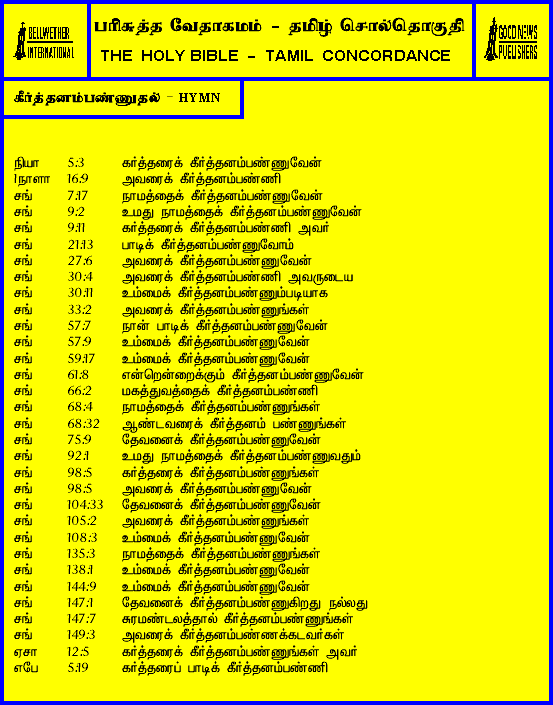 BELLWETHER
INTERNATIONAL
பரிசுத்த வேதாகமம் - தமிழ் சொல்தொகுதி
THE HOLY BIBLE - TAMIL CONCORDANCE
GOOD NEWS
PUBLISHERS
கீர்த்தனம்பண்ணுதல் - HYMN
நியா 5:3 கர்த்தரைக் கீர்த்தனம்பண்ணுவேன்
1நாளா 16:9 அவரைக் கீர்த்தனம்பண்ணி
சங் 7:17 நாமத்தைக் கீர்த்தனம்பண்ணுவேன்
சங் 9:2 உமது நாமத்தைக் கீர்த்தனம்பண்ணுவேன்
சங் 9:11 கர்த்தரைக் கீர்த்தனம்பண்ணி அவர்
சங் 21:13 பாடிக் கீர்த்தனம்பண்ணுவோம்
சங் 27:6 அவரைக் கீர்த்தனம்பண்ணுவேன்
சங் 30:4 அவரைக் கீர்த்தனம்பண்ணி அவருடைய
சங் 30:11 உம்மைக் கீர்த்தனம்பண்ணும்படியாக
சங் 33:2 அவரைக் கீர்த்தனம்பண்ணுங்கள்
சங் 57:7 நான் பாடிக் கீர்த்தனம்பண்ணுவேன்
சங் 57:9 உம்மைக் கீர்த்தனம்பண்ணுவேன்
சங் 59:17 உம்மைக் கீர்த்தனம்பண்ணுவேன்
சங் 61:8 என்றென்றைக்கும் கீர்த்தனம்பண்ணுவேன்
சங் 66:2 மகத்துவத்தைக் கீர்த்தனம்பண்ணி
சங் 68:4 நாமத்தைக் கீர்த்தனம்பண்ணுங்கள்
சங் 68:32 ஆண்டவரைக் கீர்த்தனம் பண்ணுங்கள்
சங் 75:9 தேவனைக் கீர்த்தனம்பண்ணுவேன்
சங் 92:1 உமது நாமத்தைக் கீர்த்தனம்பண்ணுவதும்
சங் 98:5 கர்த்தரைக் கீர்த்தனம்பண்ணுங்கள்
சங் 98:5 அவரைக் கீர்த்தனம்பண்ணுவேன்
சங் 104:33 தேவனைக் கீர்த்தனம்பண்ணுவேன்
சங் 105:2 அவரைக் கீர்த்தனம்பண்ணுங்கள்
சங் 108:3 உம்மைக் கீர்த்தனம்பண்ணுவேன்
சங் 135:3 நாமத்தைக் கீர்த்தனம்பண்ணுங்கள்
சங் 138:1 உம்மைக் கீர்த்தனம்பண்ணுவேன்
சங் 144:9 உம்மைக் கீர்த்தனம்பண்ணுவேன்
சங் 147:1 தேவனைக் கீர்த்தனம்பண்ணுகிறது நல்லது
சங் 147:7 சுரமண்டலத்தால் கீர்த்தனம்பண்ணுங்கள்
சங் 149:3 அவரைக் கீர்த்தனம்பண்ணக்கடவர்கள்
ஏசா 12:5 கர்த்தரைக் கீர்த்தனம்பண்ணுங்கள் அவர்
எபே 5:19 கர்த்தரைப் பாடிக் கீர்த்தனம்பண்ணி